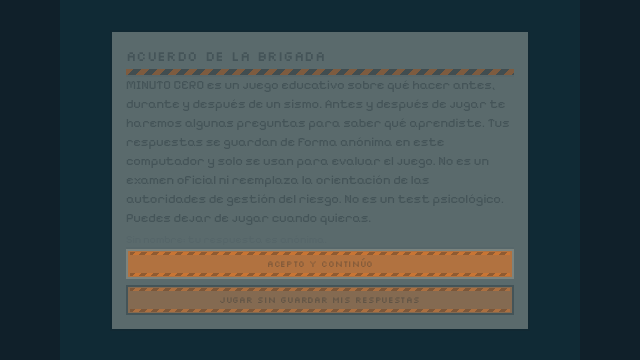 ACUERDO DE LA BRIGADA
MINUTO CERO es un juego educativo sobre qué hacer antes,
durante y después de un sismo. Antes y después de jugar te
haremos algunas preguntas para saber qué aprendiste. Tus
respuestas se guardan de forma anónima en este
computador y solo se usan para evaluar el juego. No es un
examen oficial ni reemplaza la orientación de las
autoridades de gestión del riesgo. No es un test psicológico.
Puedes dejar de jugar cuando quieras.
ACEPTO Y CONTINÚO
JUGAR SIN GUARDAR MIS RESPUESTAS